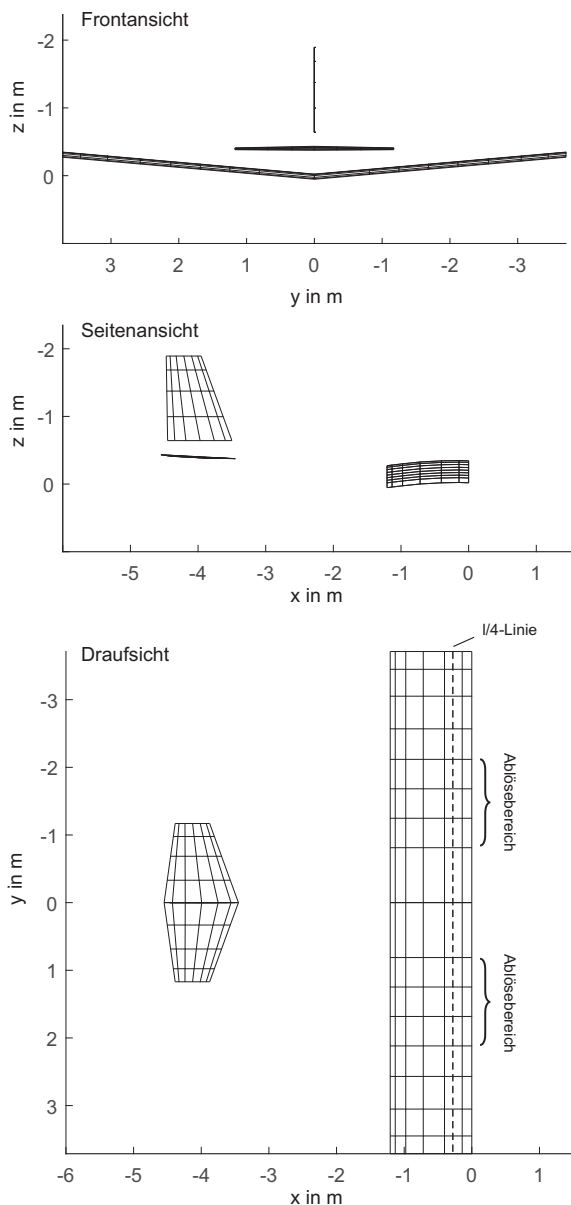 Frontansicht
-2
-1
0
z in m
3 2 1 0 -1 -2 -3
y in m
Seitenansicht
-2
-1
0
z in m
-5 -4 -3 -2 -1 0 1
x in m
l/4-Linie
Draufsicht
-3
-2
-1
0
1
2
3
y in m
Ablösebereich
Ablösebereich
-6 -5 -4 -3 -2 -1 0 1
x in m